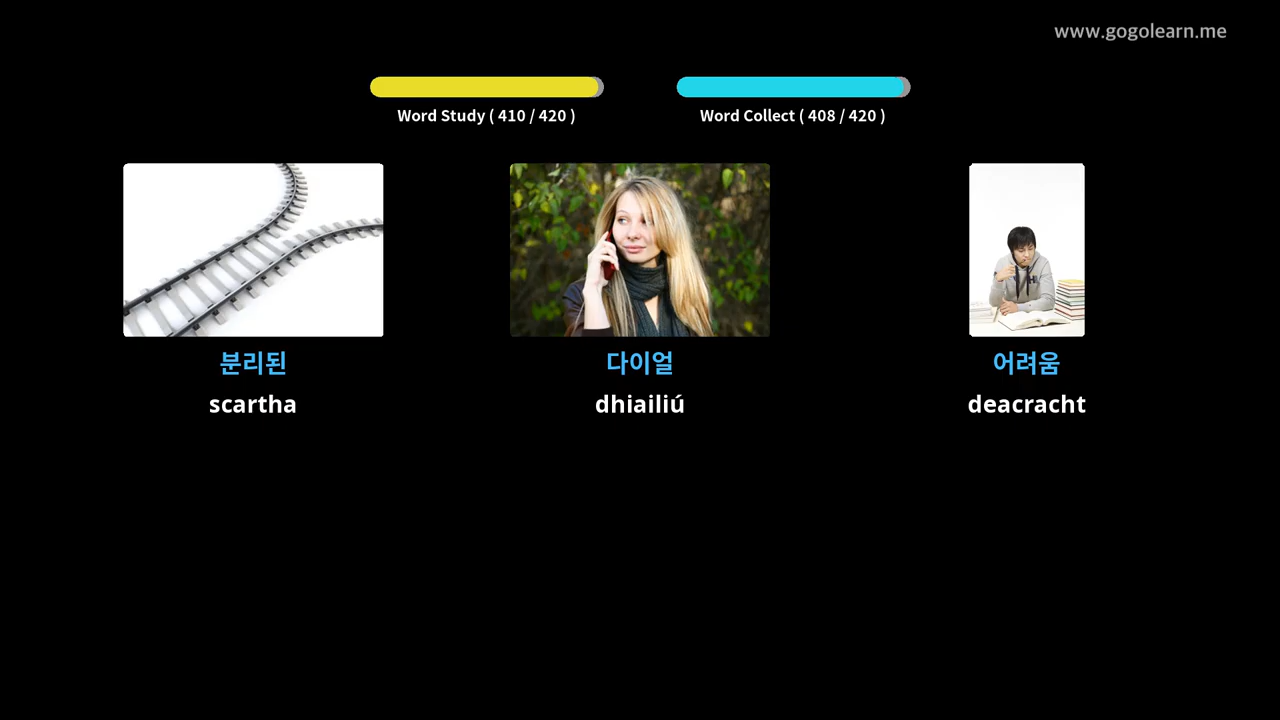 www.gogolearn.me
Word Study ( 410 / 420 )
Word Collect ( 408 / 420 )
분리된
다이얼
어려움
scartha
dhiailiú
deacracht